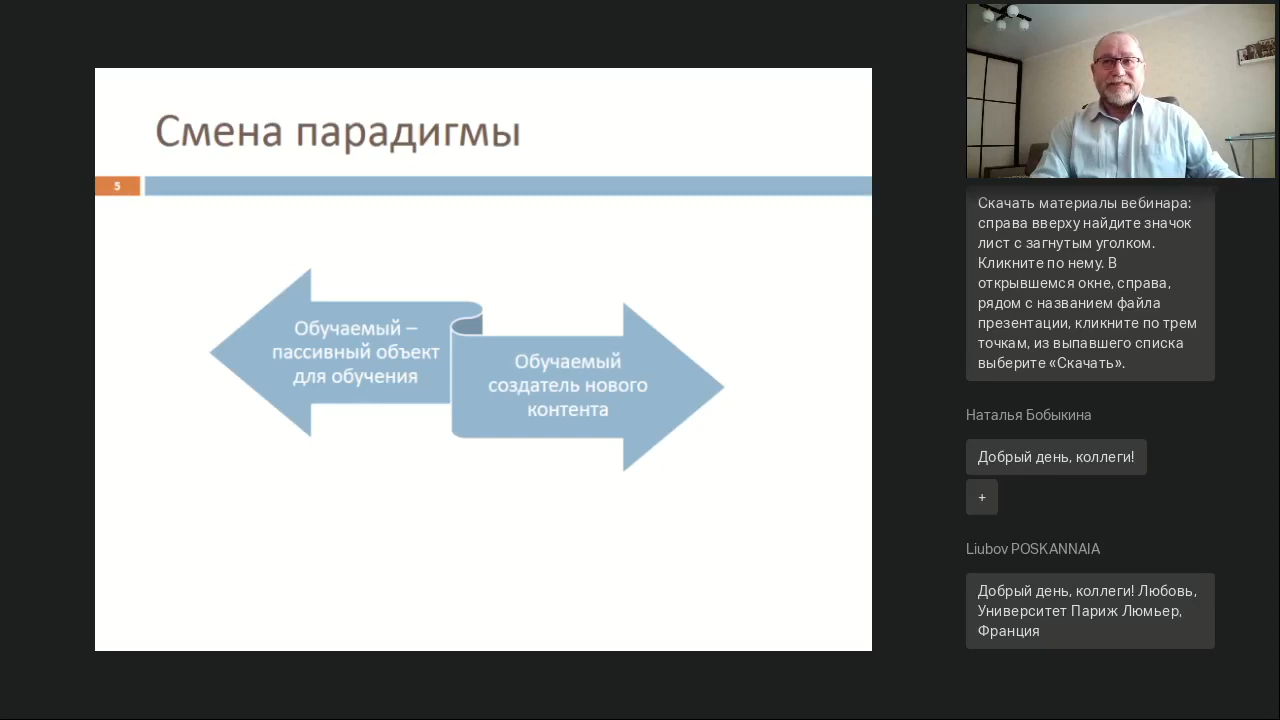 Смена парадигмы
5
Обучаемый –
пассивный объект
для обучения
Обучаемый
создатель нового
контента
Скачать материалы вебинара:
справа вверху найдите значок
лист с загнутым уголком.
Кликните по нему. В
открывшемся окне, справа,
рядом с названием файла
презентации, кликните по трем
точкам, из выпавшего списка
выберите «Скачать».
Наталья Бобыкина
Добрый день, коллеги!
+
Liubov POSKANNAIA
Добрый день, коллеги! Любовь,
Университет Париж Люмьер,
Франция